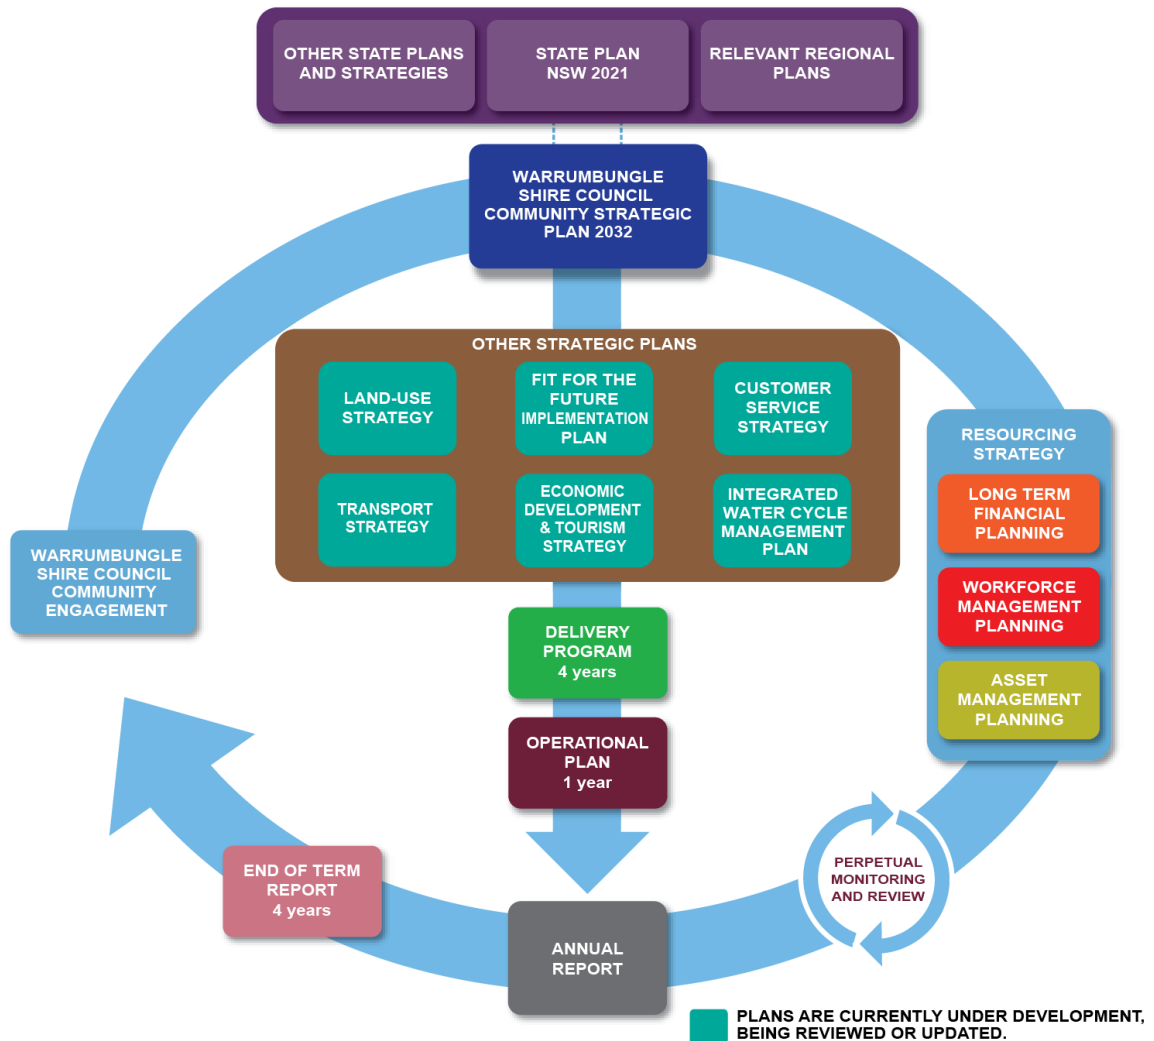 OTHER STATE PLANS
AND STRATEGIES
STATE PLAN
NSW 2021
RELEVANT REGIONAL
PLANS
WARRUMBUNGLE
SHIRE COUNCIL
COMMUNITY STRATEGIC
PLAN 2032
OTHER STRATEGIC PLANS
LAND-USE
STRATEGY
FIT FOR THE
FUTURE
IMPLEMENTATION
PLAN
CUSTOMER
SERVICE
STRATEGY
TRANSPORT
STRATEGY
ECONOMIC
DEVELOPMENT
& TOURISM
STRATEGY
INTEGRATED
WATER CYCLE
MANAGEMENT
PLAN
RESOURCING
STRATEGY
LONG TERM
FINANCIAL
PLANNING
WORKFORCE
MANAGEMENT
PLANNING
ASSET
MANAGEMENT
PLANNING
WARRUMBUNGLE
SHIRE COUNCIL
COMMUNITY
ENGAGEMENT
DELIVERY
PROGRAM
4 years
OPERATIONAL
PLAN
1 year
PERPETUAL
MONITORING
AND REVIEW
END OF TERM
REPORT
4 years
ANNUAL
REPORT
PLANS ARE CURRENTLY UNDER DEVELOPMENT,
BEING REVIEWED OR UPDATED.